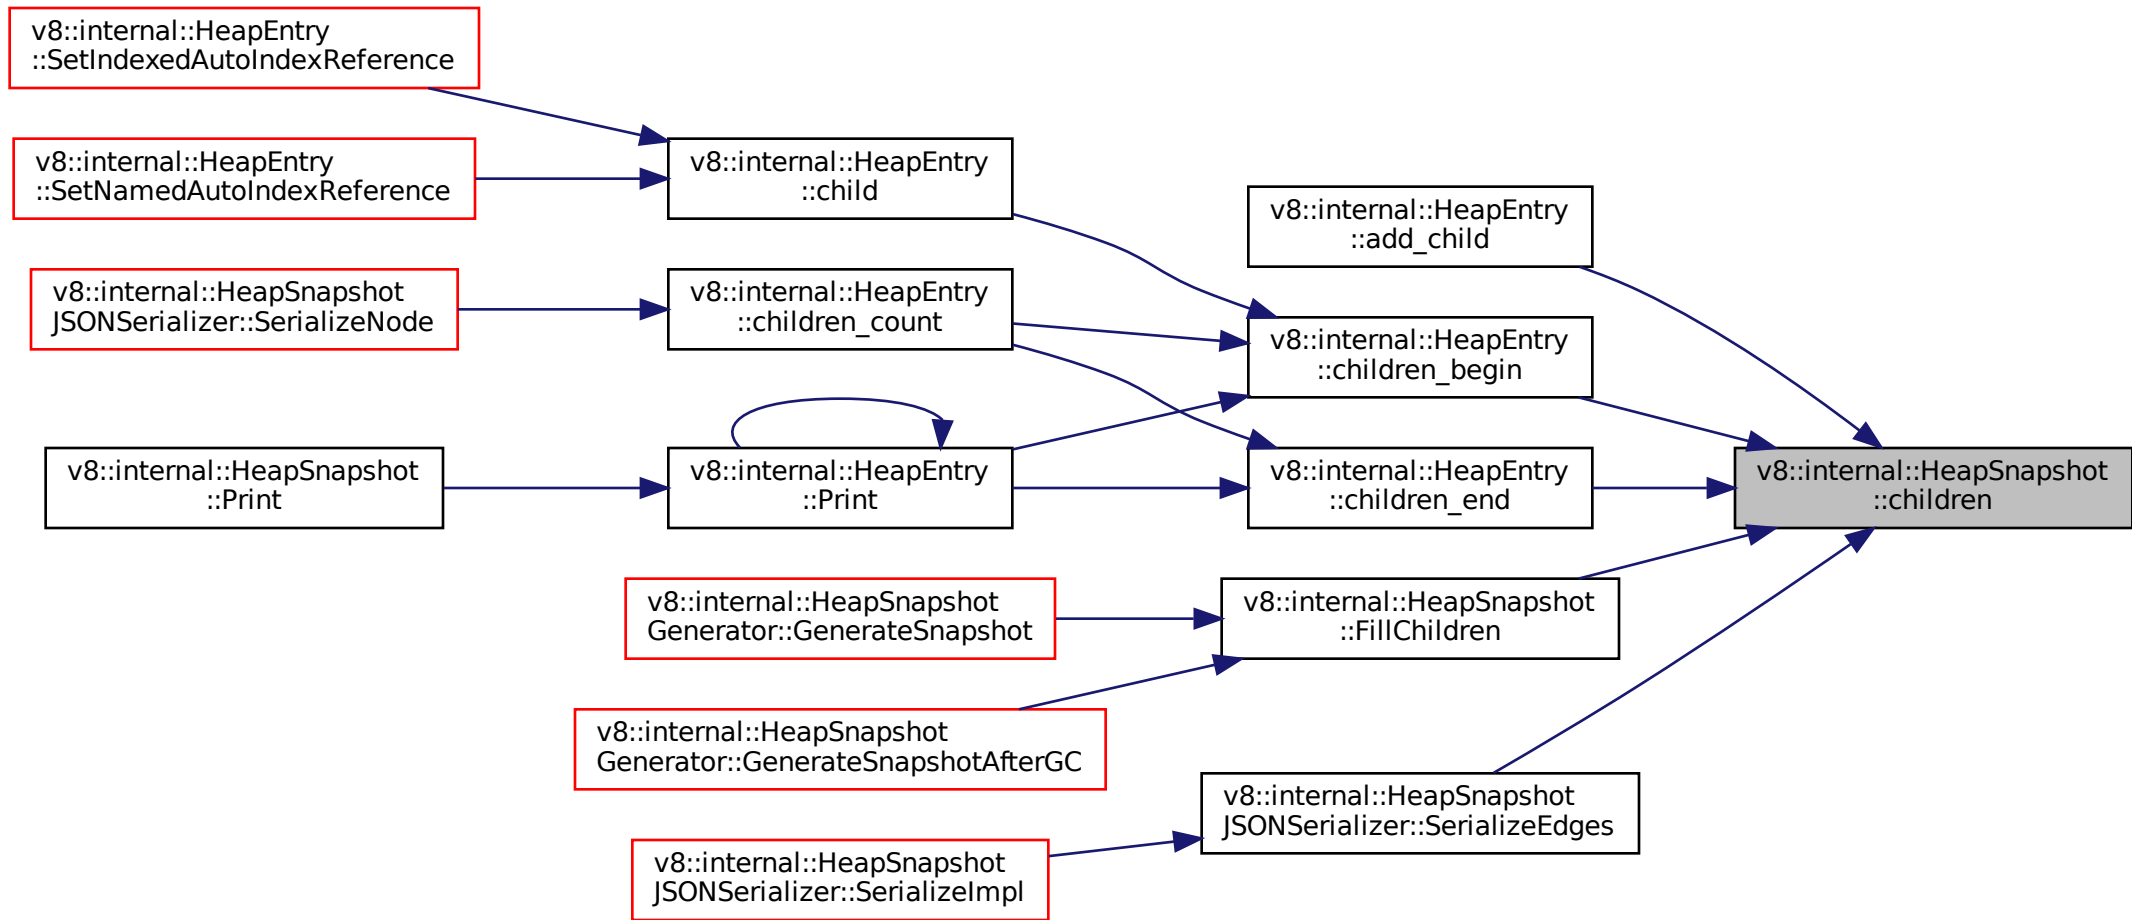 v8::internal::HeapEntry
::SetIndexedAutoIndexReference
v8::internal::HeapEntry
::SetNamedAutoIndexReference
v8::internal::HeapSnapshot
JSONSerializer::SerializeNode
v8::internal::HeapSnapshot
::Print
v8::internal::HeapEntry
::child
v8::internal::HeapEntry
::children_count
v8::internal::HeapEntry
::Print
v8::internal::HeapSnapshot
Generator::GenerateSnapshot
v8::internal::HeapSnapshot
Generator::GenerateSnapshotAfterGC
v8::internal::HeapSnapshot
JSONSerializer::SerializeImpl
v8::internal::HeapEntry
::add_child
v8::internal::HeapEntry
::children_begin
v8::internal::HeapEntry
::children_end
v8::internal::HeapSnapshot
::FillChildren
v8::internal::HeapSnapshot
JSONSerializer::SerializeEdges
v8::internal::HeapSnapshot
::children